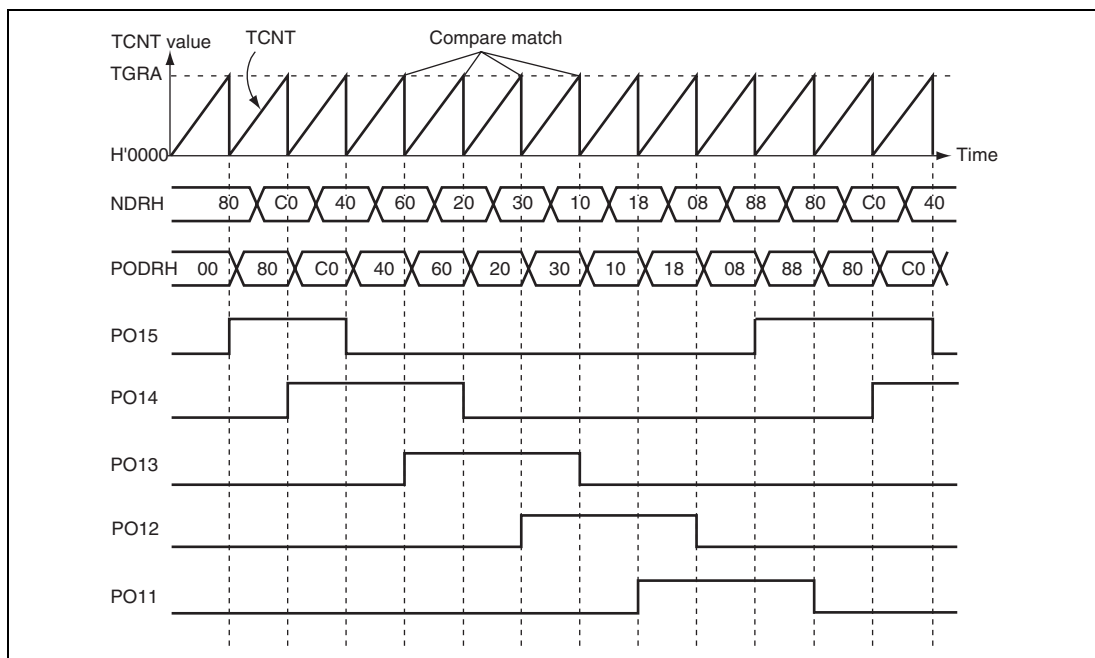 TCNT value TCNT Compare match
TGRA
H'0000 Time
NDRH 80 C0 40 60 20 30 10 18 08 88 80 C0 40
PODRH 00 80 C0 40 60 20 30 10 18 08 88 80 C0
PO15
PO14
PO13
PO12
PO11